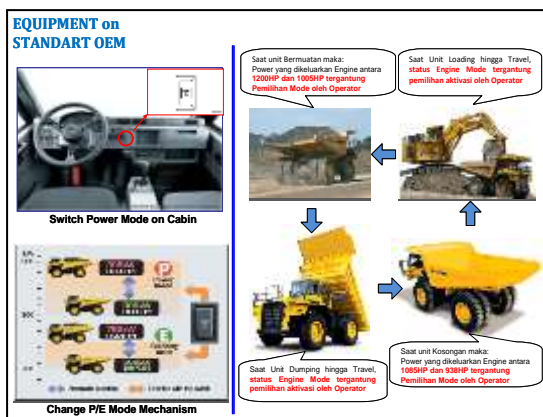 EQUIPMENT on
STANDART OEM
Switch Power Mode on Cabin
P
E
Change P/E Mode Mechanism
Saat unit Bermuatan maka:
Power yang dikeluarkan Engine antara
1200HP dan 1005HP tergantung
Pemilihan Mode oleh Operator
Saat Unit Loading hingga Travel,
status Engine Mode tergantung
pemilihan aktivasi oleh Operator
Saat Unit Dumping hingga Travel,
status Engine Mode tergantung
pemilihan aktivasi oleh Operator
Saat unit Kosongan maka:
Power yang dikeluarkan Engine antara
1085HP dan 938HP tergantung
Pemilihan Mode oleh Operator